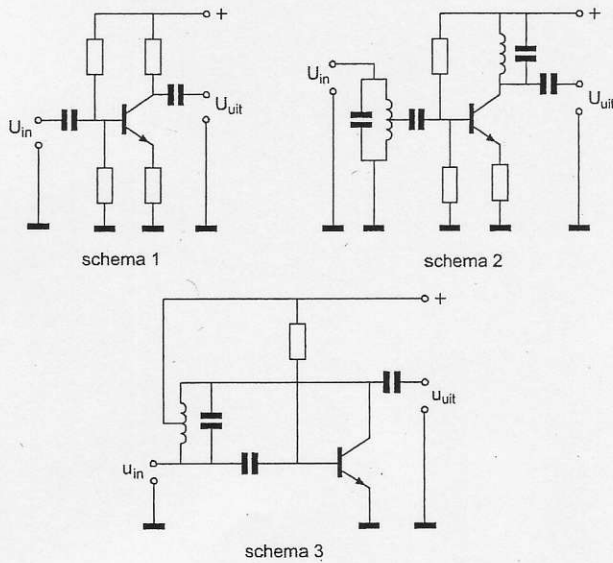 +
U_in
U_uit
schema 1
+
U_in
U_uit
schema 2
+
u_in
u_uit
schema 3